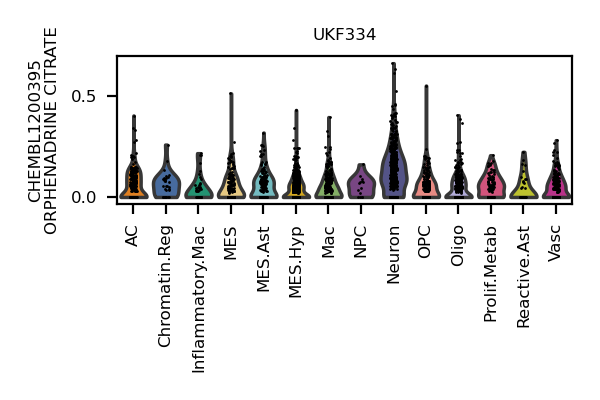 UKF334
CHEMBL1200395
ORPHENADRINE CITRATE
0.5
0.0
AC
Chromatin.Reg
Inflammatory.Mac
MES
MES.Ast
MES.Hyp
Mac
NPC
Neuron
OPC
Oligo
Prolif.Metab
Reactive.Ast
Vasc